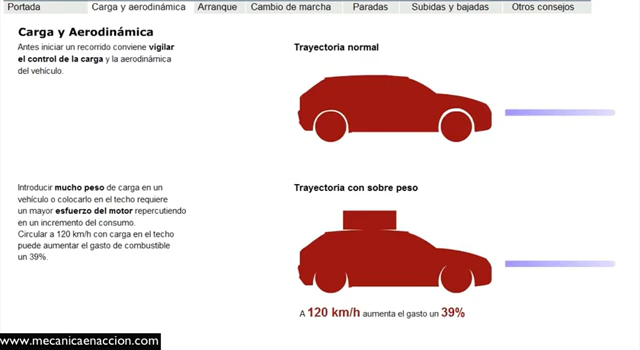 Portada Carga y aerodinámica Arranque Cambio de marcha Paradas Subidas y bajadas Otros consejos
Carga y Aerodinámica
Antes iniciar un recorrido conviene vigilar
el control de la carga y la aerodinámica
del vehículo.
Trayectoria normal
Introducir mucho peso de carga en un
vehículo o colocarlo en el techo requiere
un mayor esfuerzo del motor repercutiendo
en un incremento del consumo.
Circular a 120 km/h con carga en el techo
puede aumentar el gasto de combustible
un 39%.
Trayectoria con sobre peso
A 120 km/h aumenta el gasto un 39%
www.mecanicaenaccion.com